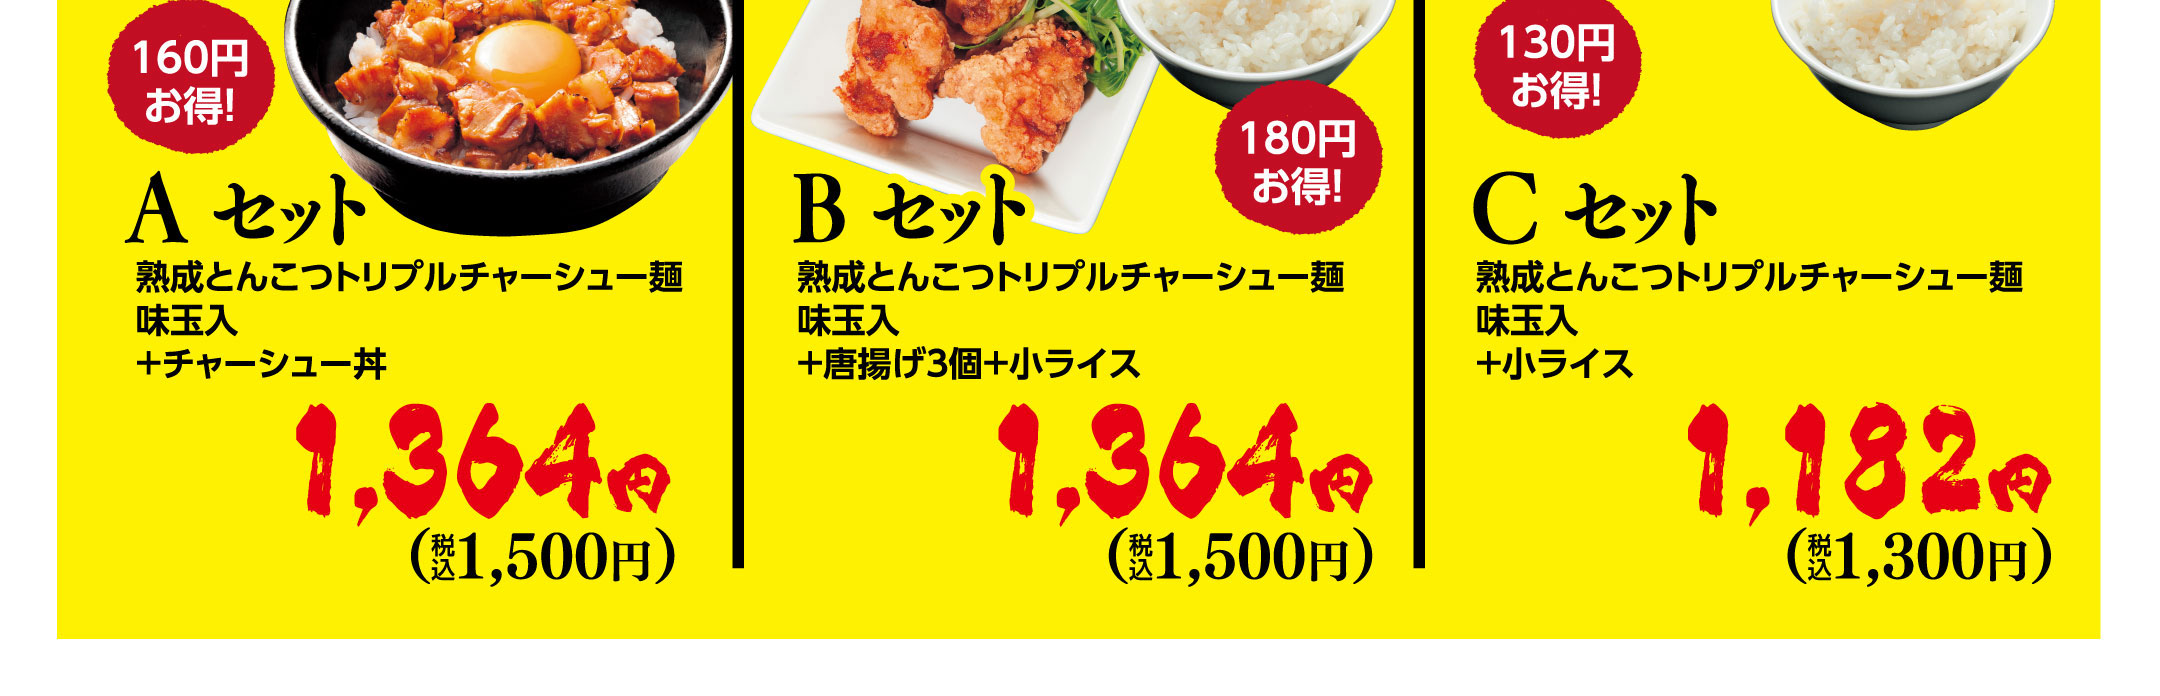 160円
お得!
A セット
熟成とんこつトリプルチャーシュー麺
味玉入
+チャーシュー丼
1,364円
(税込1,500円)
180円
お得!
B セット
熟成とんこつトリプルチャーシュー麺
味玉入
+唐揚げ3個+小ライス
1,364円
(税込1,500円)
130円
お得!
C セット
熟成とんこつトリプルチャーシュー麺
味玉入
+小ライス
1,182円
(税込1,300円)